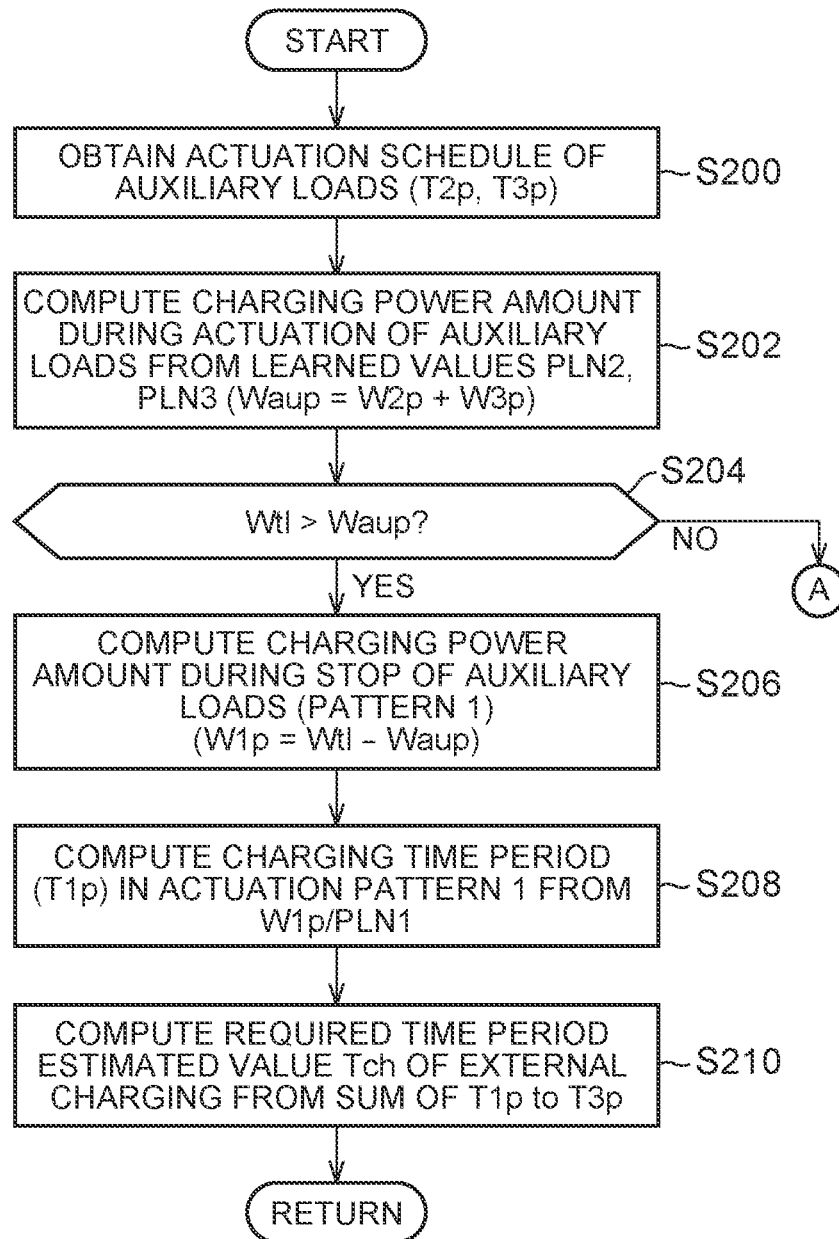 START
OBTAIN ACTUATION SCHEDULE OF
AUXILIARY LOADS (T2p, T3p)
S200
COMPUTE CHARGING POWER AMOUNT
DURING ACTUATION OF AUXILIARY
LOADS FROM LEARNED VALUES PLN2,
PLN3 (Waup = W2p + W3p)
S202
S204
Wtl > Waup?
NO
A
YES
COMPUTE CHARGING POWER
AMOUNT DURING STOP OF AUXILIARY
LOADS (PATTERN 1)
(W1p = Wtl – Waup)
S206
COMPUTE CHARGING TIME PERIOD
(T1p) IN ACTUATION PATTERN 1 FROM
W1p/PLN1
S208
COMPUTE REQUIRED TIME PERIOD
ESTIMATED VALUE Tch OF EXTERNAL
CHARGING FROM SUM OF T1p to T3p
S210
RETURN